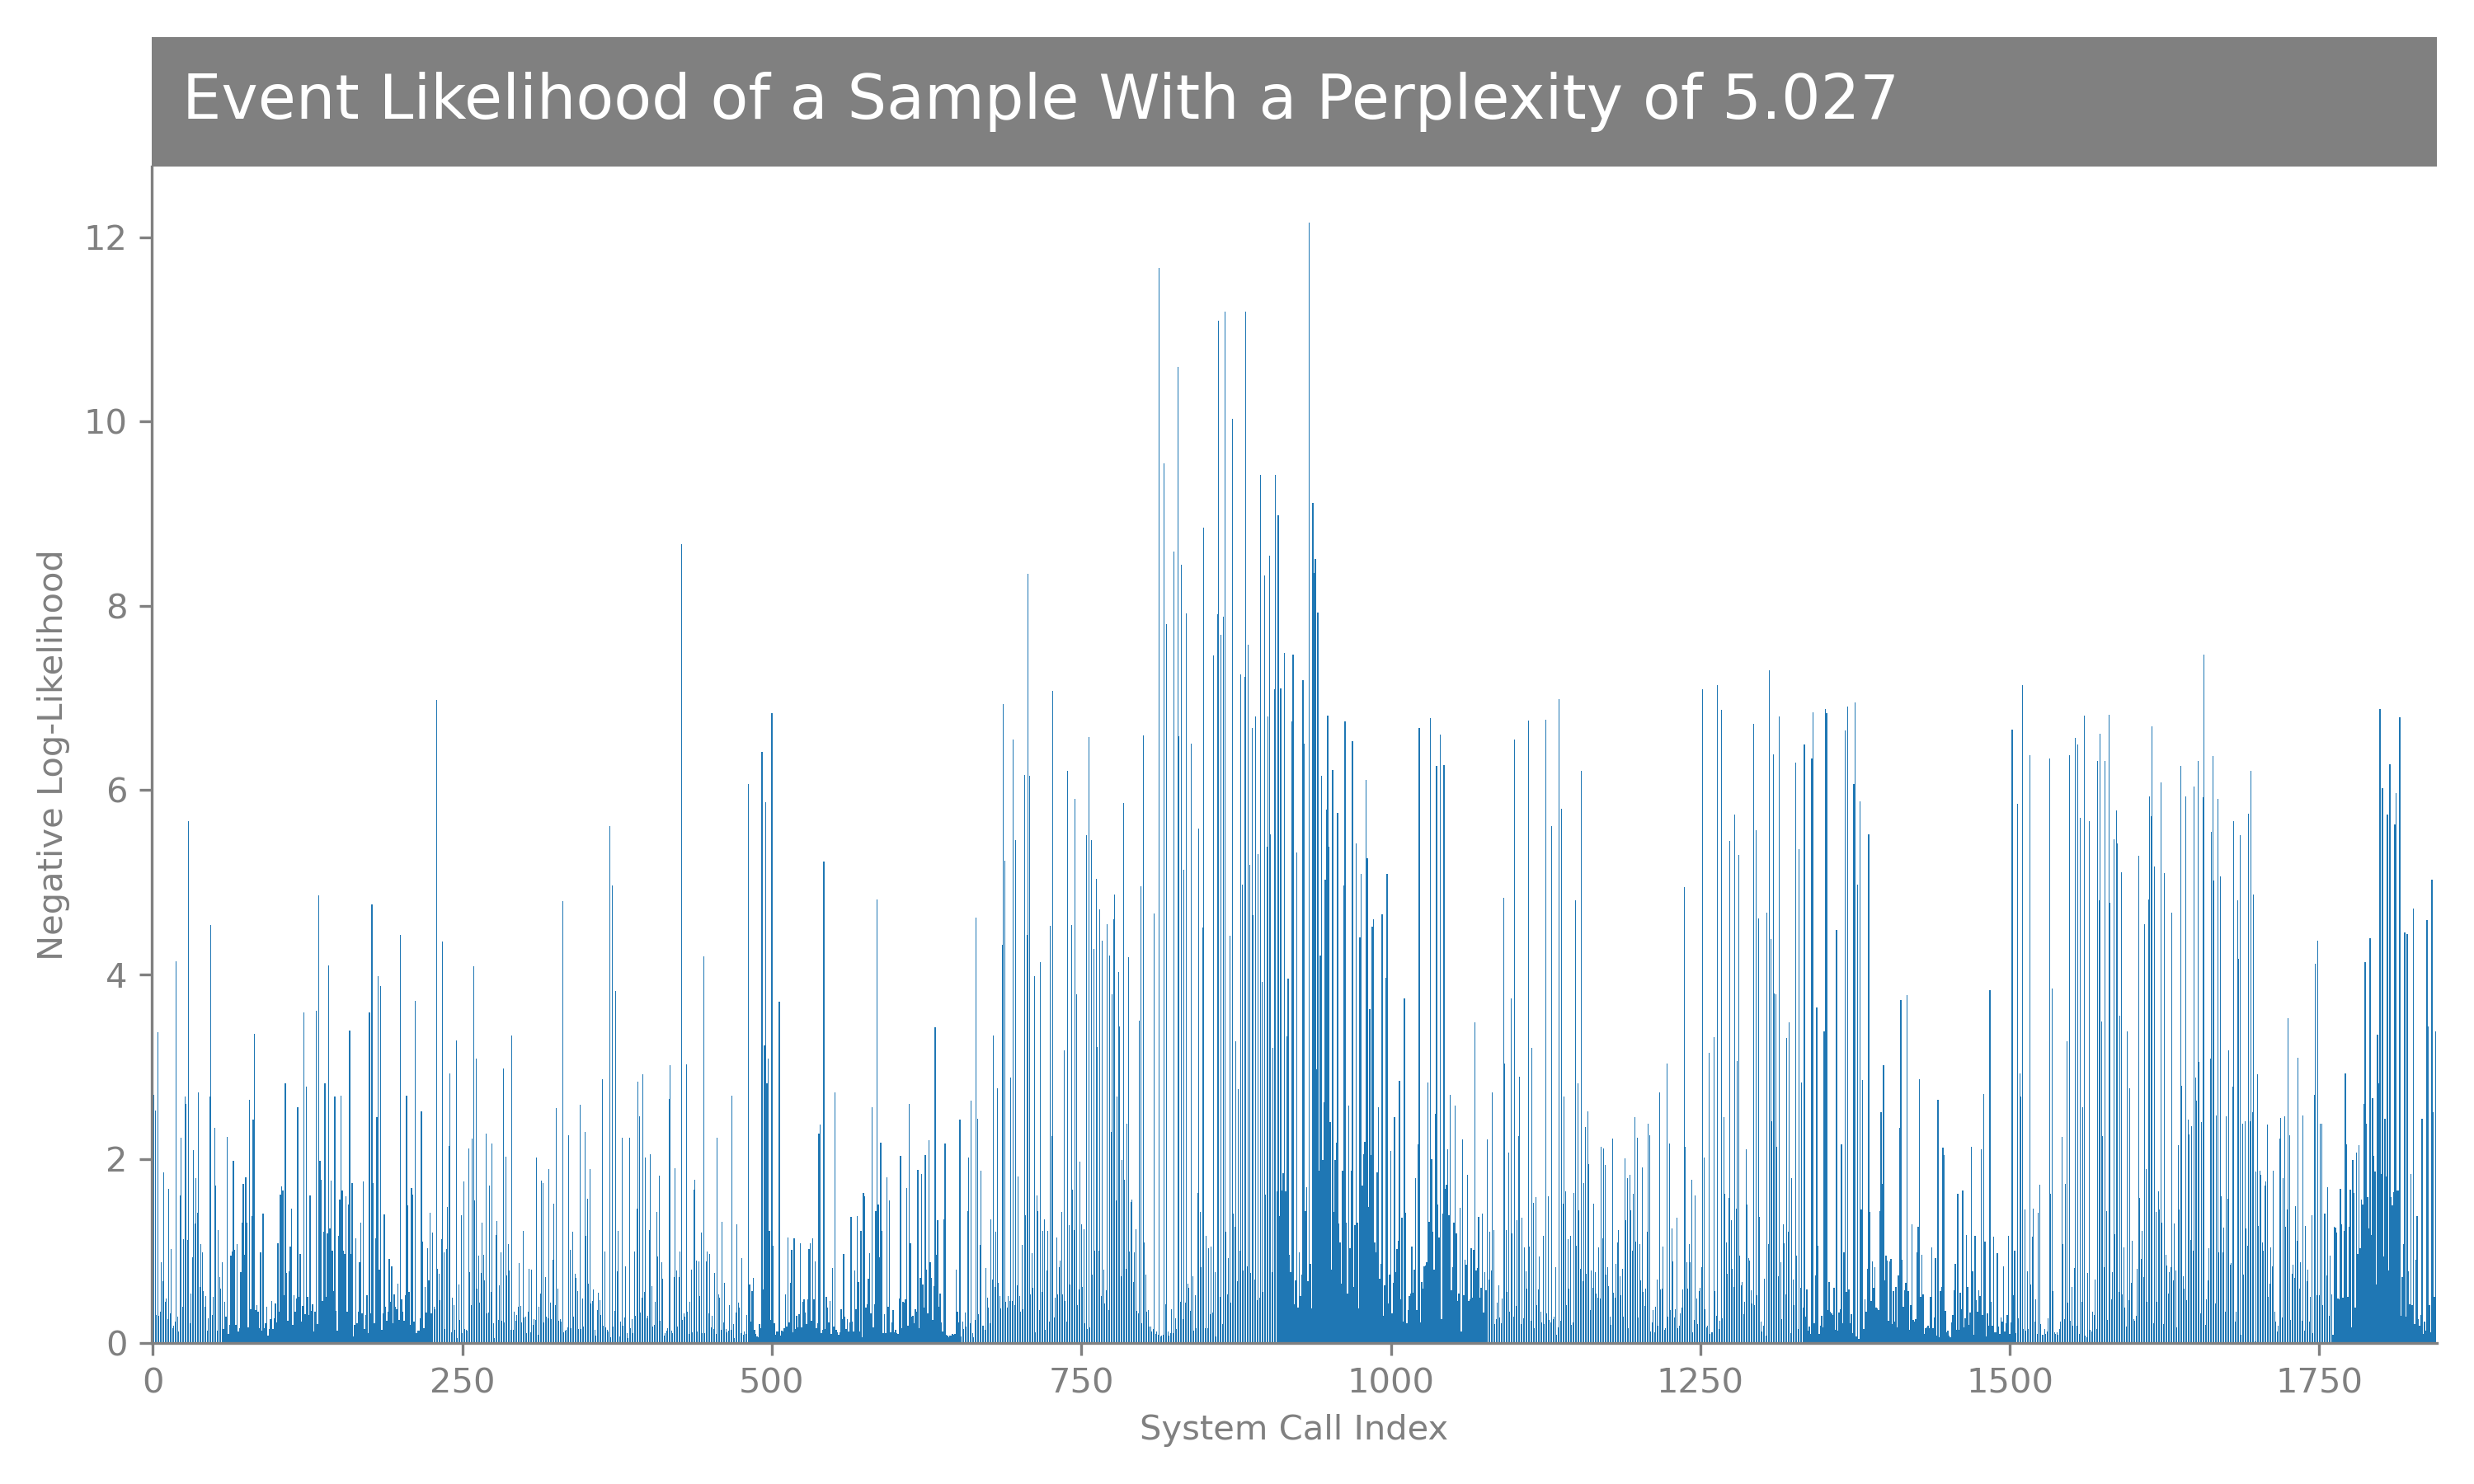 Event Likelihood of a Sample With a Perplexity of 5.027
12
10
8
6
4
2
0
Negative Log-Likelihood
0 250 500 750 1000 1250 1500 1750
System Call Index